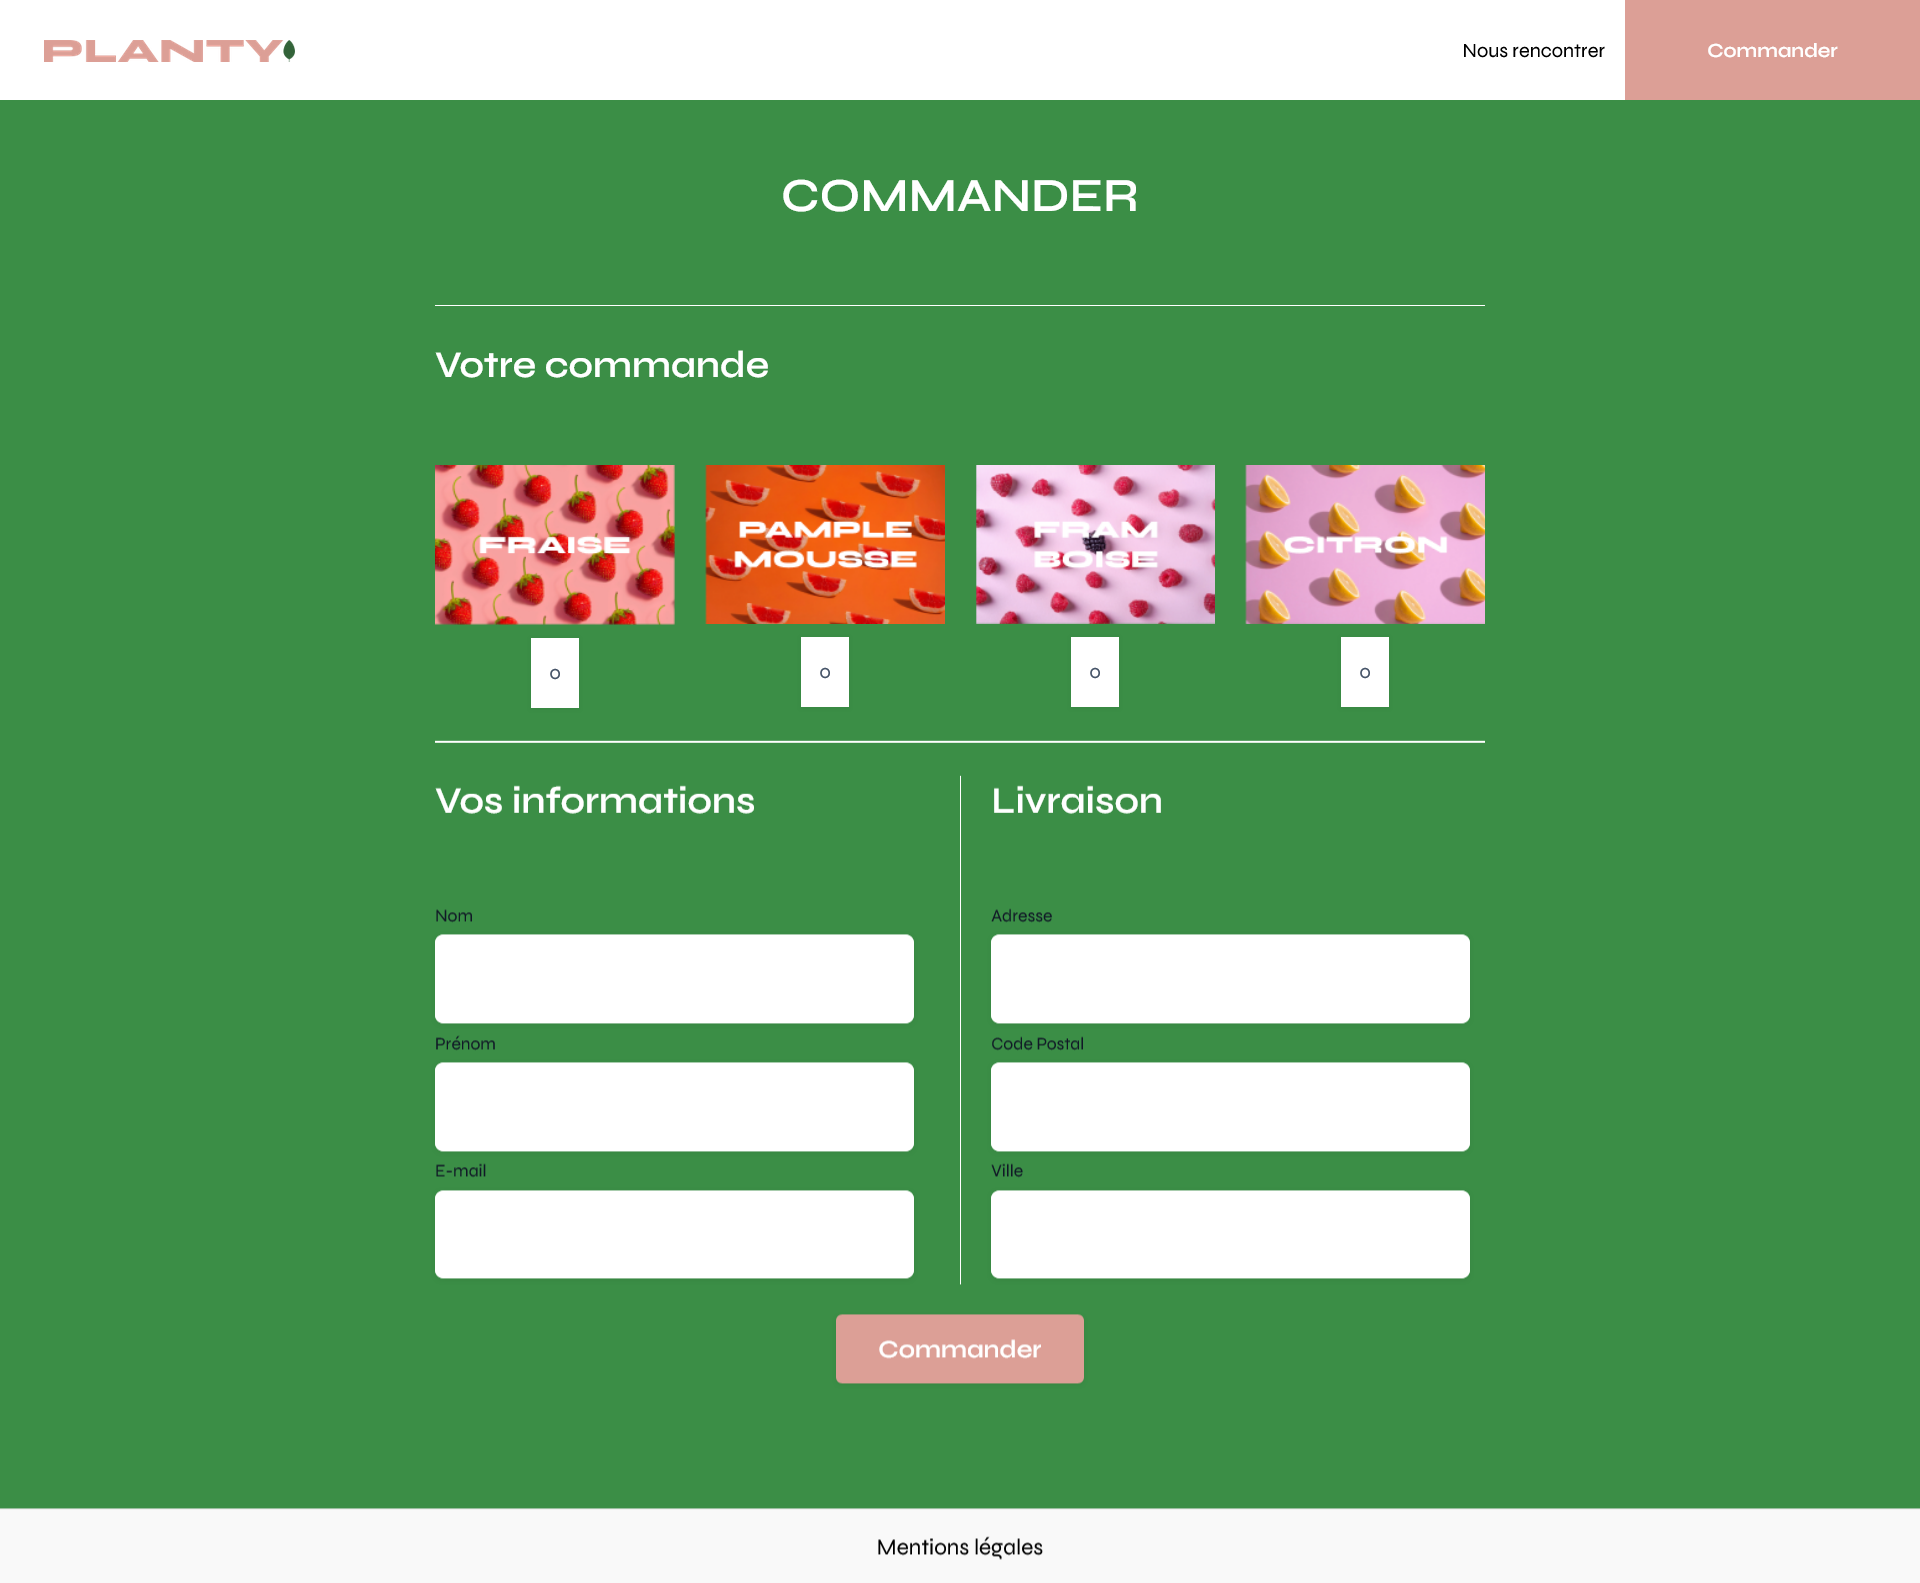 PLANTY
Nous rencontrer
Commander
COMMANDER
Votre commande
FRAISE
PAMPLE
MOUSSE
FRAM
BOISE
CITRON
0
0
0
0
Vos informations
Nom
Prénom
E-mail
Livraison
Adresse
Code Postal
Ville
Commander
Mentions légales